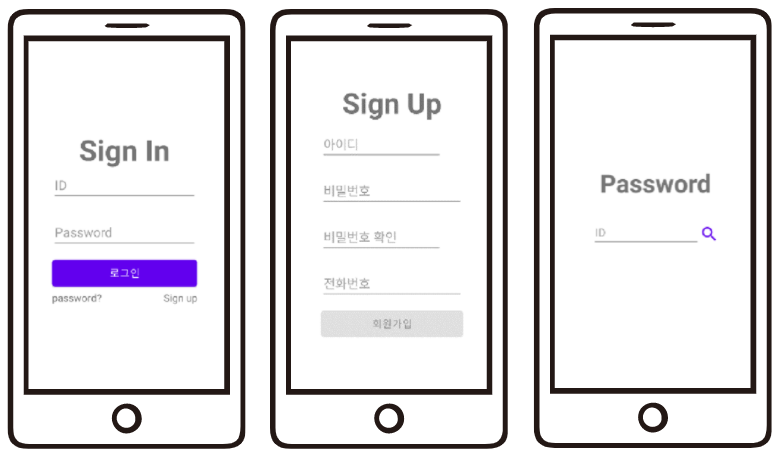 Sign In
ID
Password
로그인
password? Sign up
Sign Up
아이디
비밀번호
비밀번호 확인
전화번호
회원가입
Password
ID